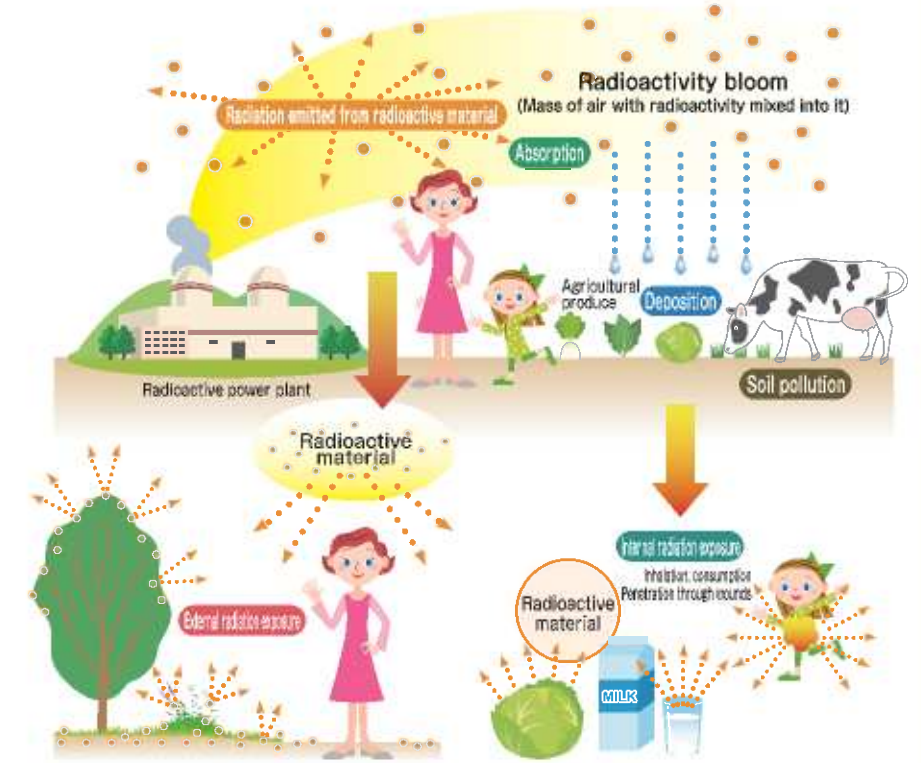 Radioactivity bloom
(Mass of air with radioactivity mixed into it)
Radiation emitted from radioactive material
Absorption
Agricultural
produce
Deposition
Radioactive power plant
Soil pollution
Radioactive
material
Internal radiation exposure
Inhalation, consumption
Penetration through wounds
External radiation exposure
Radioactive
material
MILK